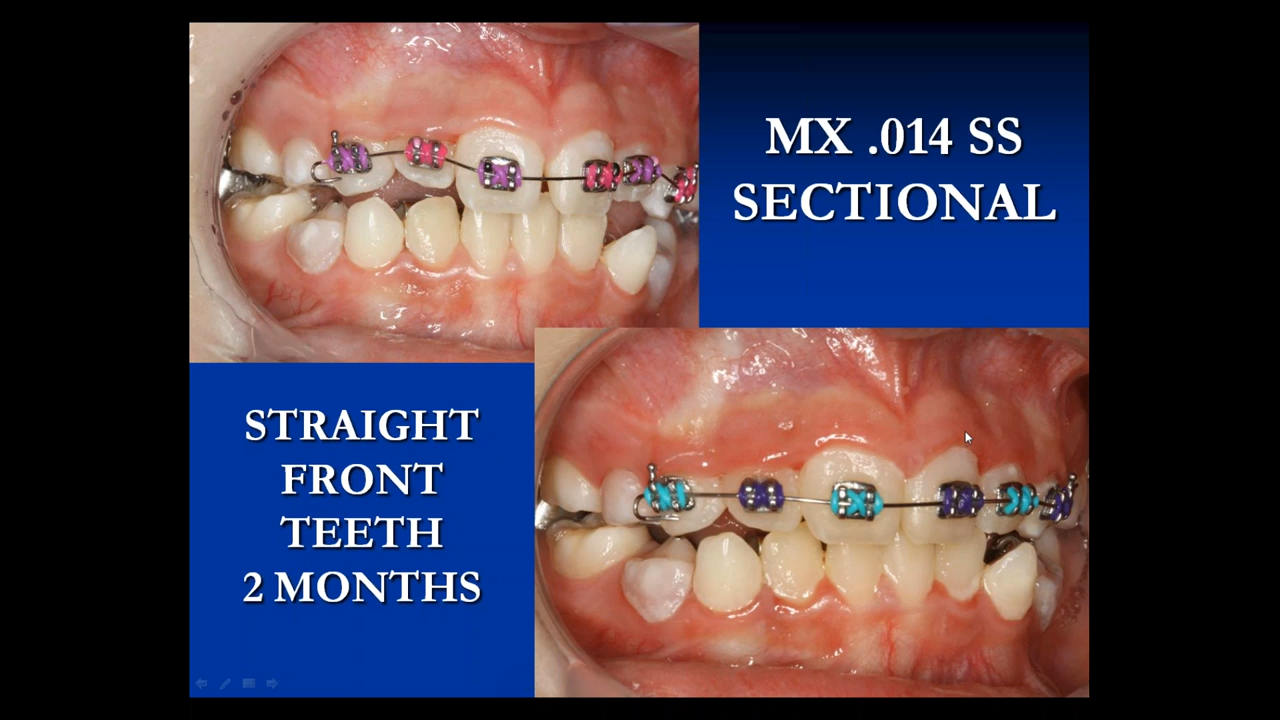 MX .014 SS
SECTIONAL
STRAIGHT
FRONT
TEETH
2 MONTHS